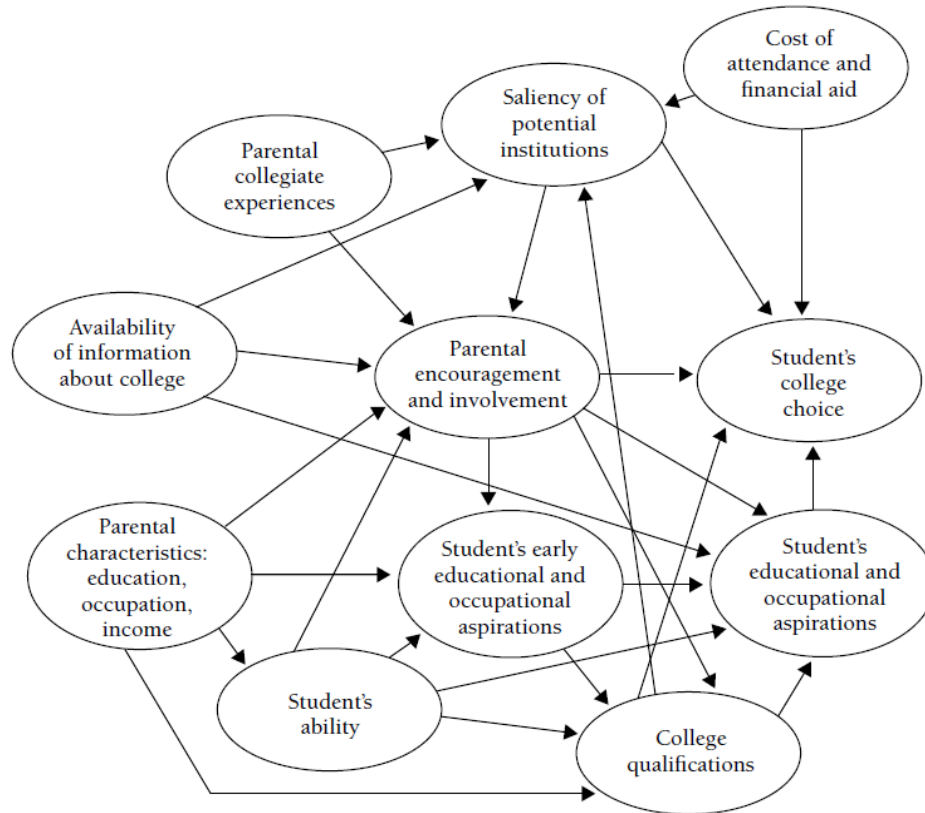 Cost of
attendance and
financial aid
Saliency of
potential
institutions
Parental
collegiate
experiences
Availability
of information
about college
Parental
encouragement
and involvement
Student's
college
choice
Parental
characteristics:
education,
occupation,
income
Student's early
educational and
occupational
aspirations
Student's
educational and
occupational
aspirations
Student's
ability
College
qualifications